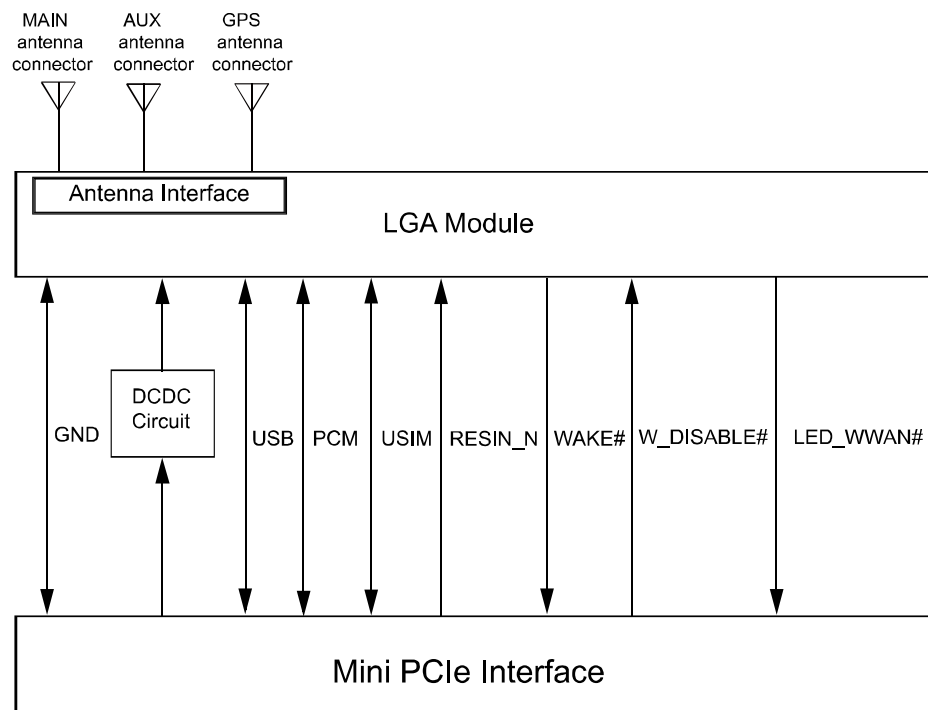 MAIN
antenna
connector
AUX
antenna
connector
GPS
antenna
connector
Antenna Interface
LGA Module
DCDC
Circuit
GND
USB
PCM
USIM
RESIN_N
WAKE#
W_DISABLE#
LED_WWAN#
Mini PCIe Interface